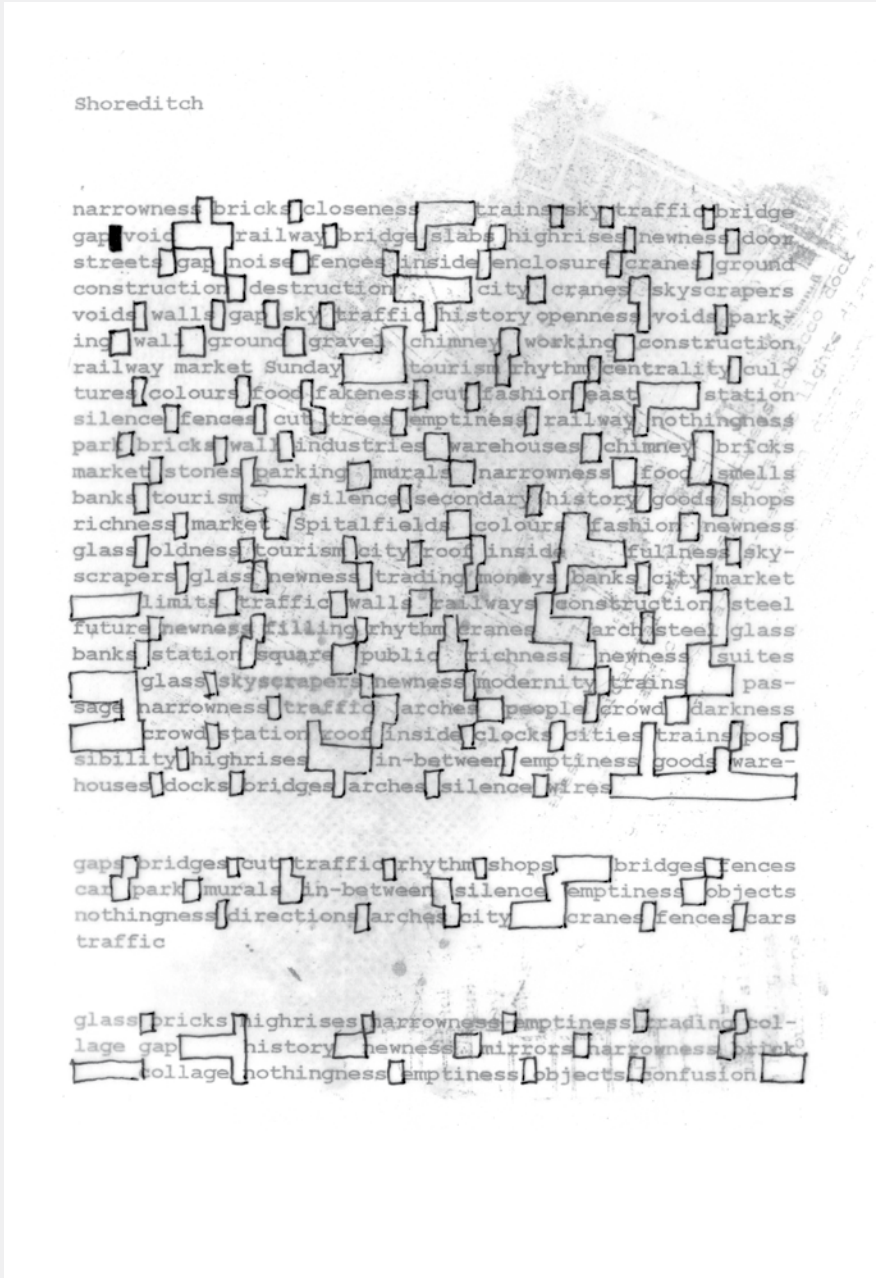 Shoreditch
narrowness bricks closeness trains sky traffic bridge
gap void railway bridge slabs highrises newness door
streets gap noise fences inside enclosure cranes ground
construction destruction city cranes skyscrapers
voids walls gap sky traffic history openness voids park-
ing wall ground gravel chimney working construction
railway market Sunday tourism rhythm centrality cul-
tures colours food fakeness cut fashion east station
silence fences cut trees emptiness railway nothingness
park bricks wall industries warehouses chimney bricks
market stones parking murals narrowness food smells
banks tourism silence secondary history goods shops
richness market Spitalfields colours fashion newness
glass oldness tourism city roof inside fullness sky-
scrapers glass newness trading moneys banks city market
limits traffic walls railways construction steel
future newness filling rhythm cranes arch steel glass
banks station square public richness newness suites
glass skyscrapers newness modernity trains pas-
sage narrowness traffic arches people crowd darkness
crowd station roof inside clocks cities trains pos
sibility highrises in-between emptiness goods ware-
houses docks bridges arches silence wires
gaps bridges cut traffic rhythm shops bridges fences
car park murals in-between silence emptiness objects
nothingness directions arches city cranes fences cars
traffic
glass bricks highrises narrowness emptiness trading col-
lage gap history newness mirrors narrowness brick
collage nothingness emptiness objects confusion
tobacco dock
lights